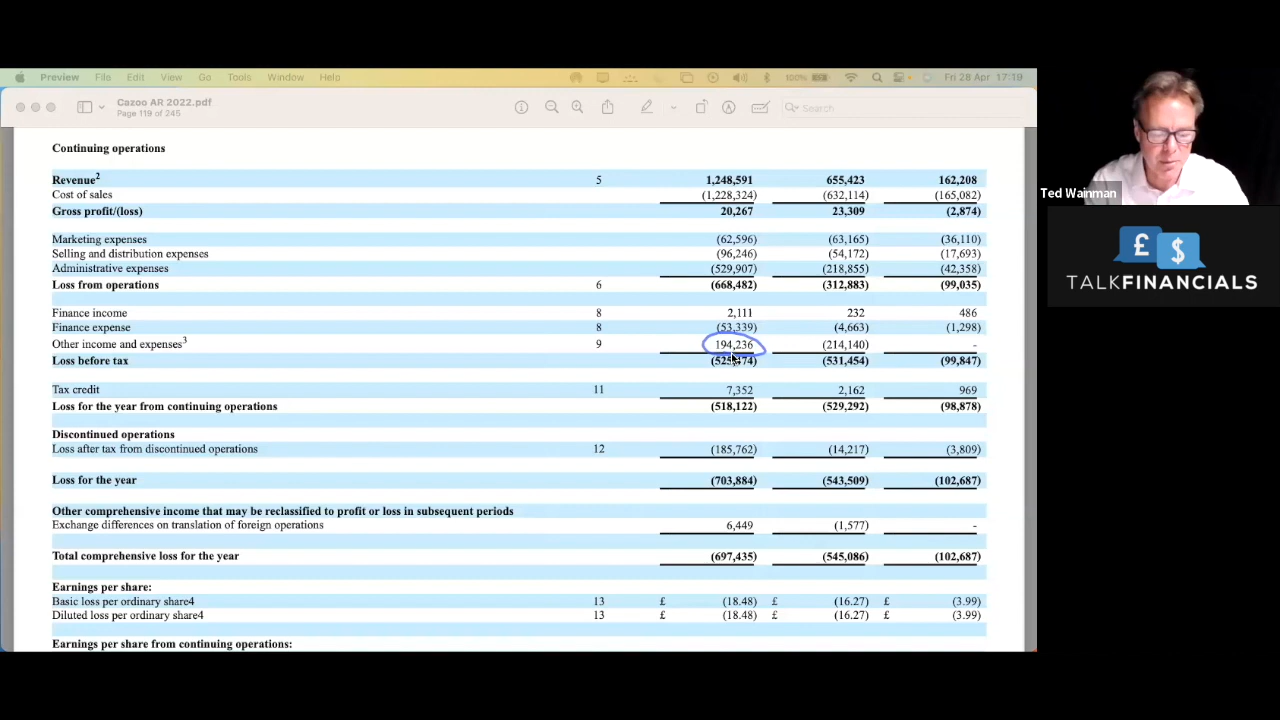 Preview File Edit View Go Tools Window Help 100% Fri 28 Apr 17:19
Cazoo AR 2022.pdf
Page 119 of 245
Search
Continuing operations
Revenue2 5 1,248,591 655,423 162,208
Cost of sales (1,228,324) (632,114) (165,082)
Gross profit/(loss) 20,267 23,309 (2,874)
Marketing expenses (62,596) (63,165) (36,110)
Selling and distribution expenses (96,246) (54,172) (17,693)
Administrative expenses (529,907) (218,855) (42,358)
Loss from operations 6 (668,482) (312,883) (99,035)
Finance income 8 2,111 232 486
Finance expense 8 (53,339) (4,663) (1,298)
Other income and expenses3 9 194,236 (214,140) -
Loss before tax (525,474) (531,454) (99,847)
Tax credit 11 7,352 2,162 969
Loss for the year from continuing operations (518,122) (529,292) (98,878)
Discontinued operations
Loss after tax from discontinued operations 12 (185,762) (14,217) (3,809)
Loss for the year (703,884) (543,509) (102,687)
Other comprehensive income that may be reclassified to profit or loss in subsequent periods
Exchange differences on translation of foreign operations 6,449 (1,577) -
Total comprehensive loss for the year (697,435) (545,086) (102,687)
Earnings per share:
Basic loss per ordinary share4 13 £ (18.48) £ (16.27) £ (3.99)
Diluted loss per ordinary share4 13 £ (18.48) £ (16.27) £ (3.99)
Earnings per share from continuing operations:
Ted Wainman
£ $
TALKFINANCIALS